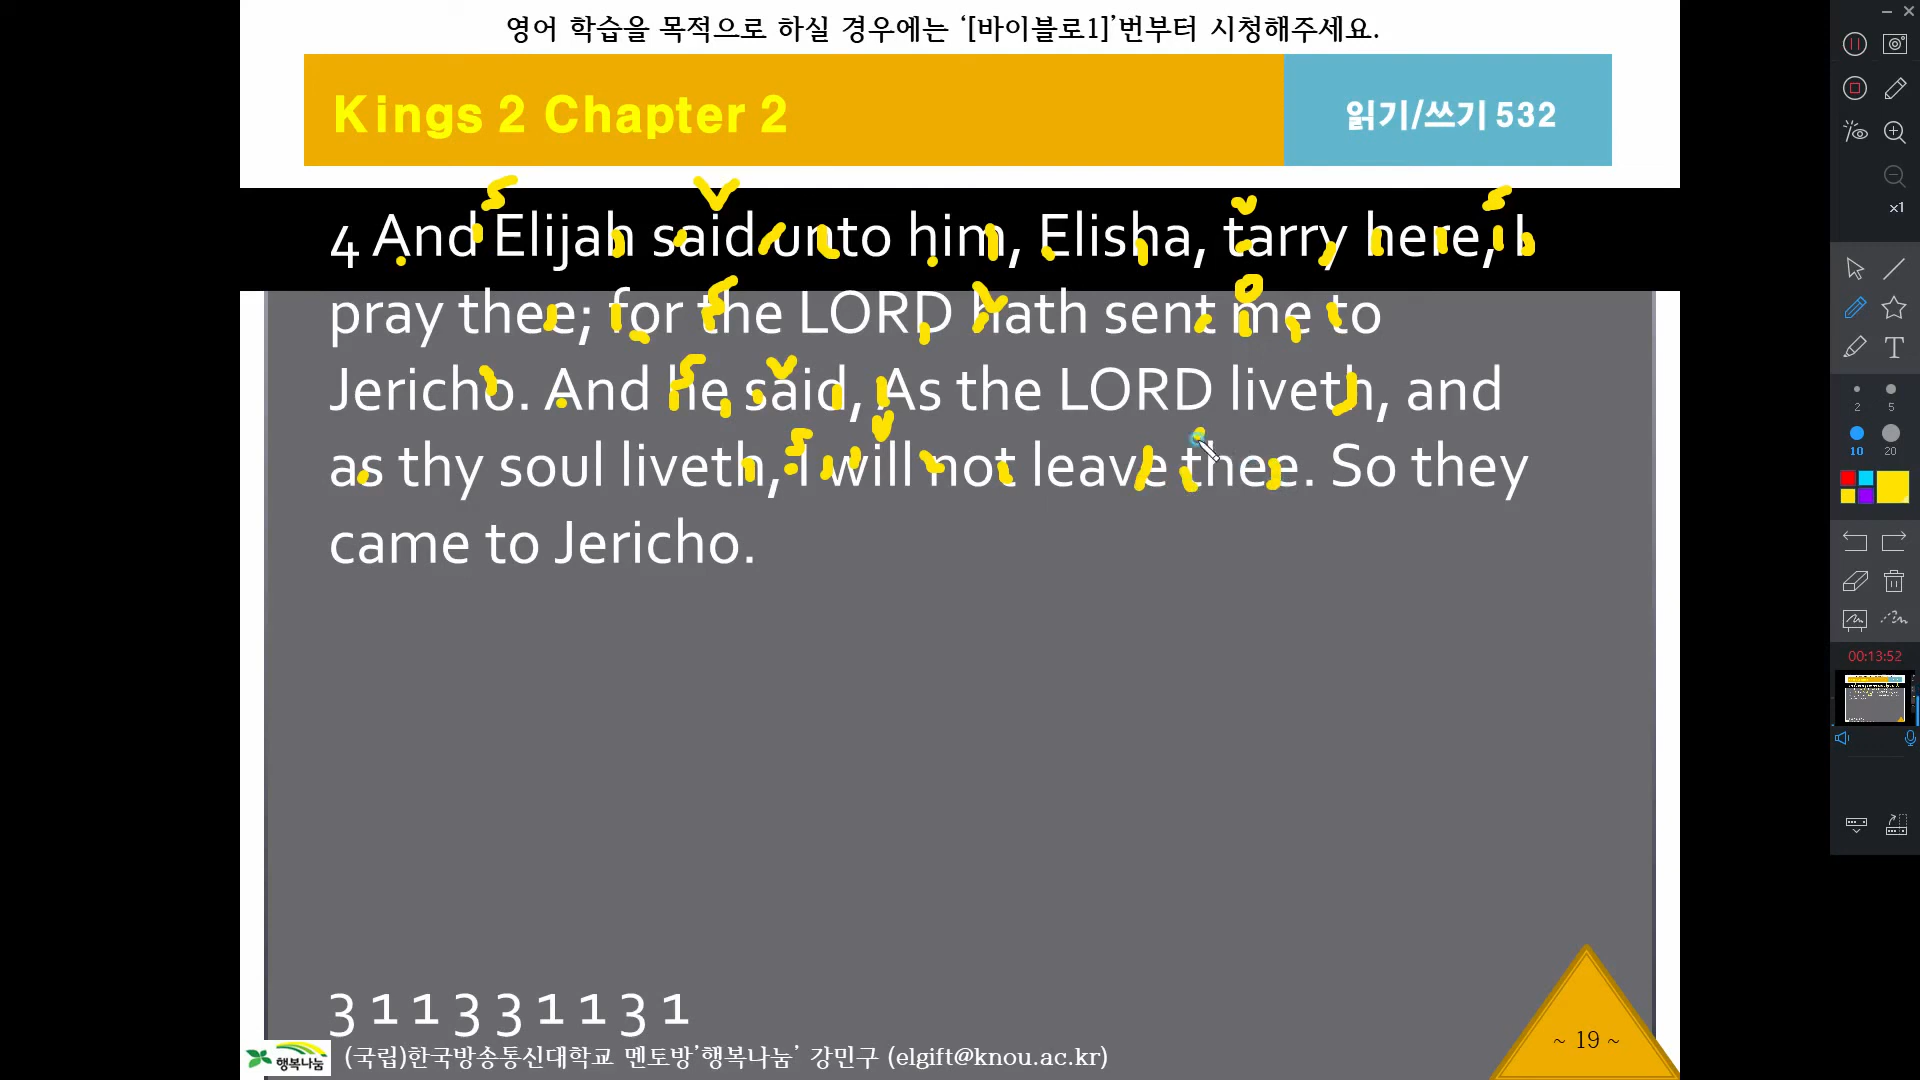 영어 학습을 목적으로 하실 경우에는 ‘[바이블로1]’번부터 시청해주세요.
Kings 2 Chapter 2
읽기/쓰기 532
4 And Elijah said unto him, Elisha, tarry here, I
pray thee; for the LORD hath sent me to
Jericho. And he said, As the LORD liveth, and
as thy soul liveth, I will not leave thee. So they
came to Jericho.
3 1 1 3 3 1 1 3 1
~ 19 ~
행복나눔
(국립)한국방송통신대학교 멘토방’행복나눔’ 강민구 (elgift@knou.ac.kr)
x1
T
2 5
10 20
00:13:52